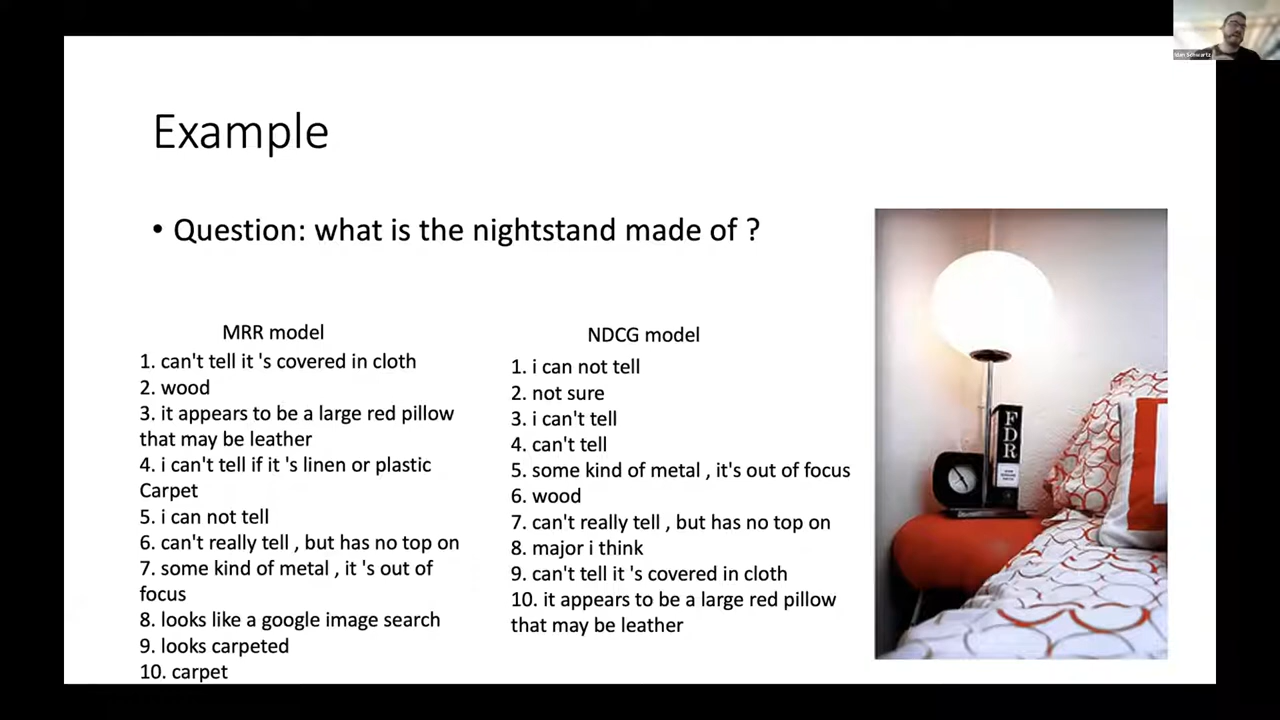 Idan Schwartz
Example
• Question: what is the nightstand made of ?
MRR model
1. can't tell it 's covered in cloth
2. wood
3. it appears to be a large red pillow
that may be leather
4. i can't tell if it 's linen or plastic
Carpet
5. i can not tell
6. can't really tell , but has no top on
7. some kind of metal , it 's out of
focus
8. looks like a google image search
9. looks carpeted
10. carpet
NDCG model
1. i can not tell
2. not sure
3. i can't tell
4. can't tell
5. some kind of metal , it's out of focus
6. wood
7. can't really tell , but has no top on
8. major i think
9. can't tell it's covered in cloth
10. it appears to be a large red pillow
that may be leather
FDR